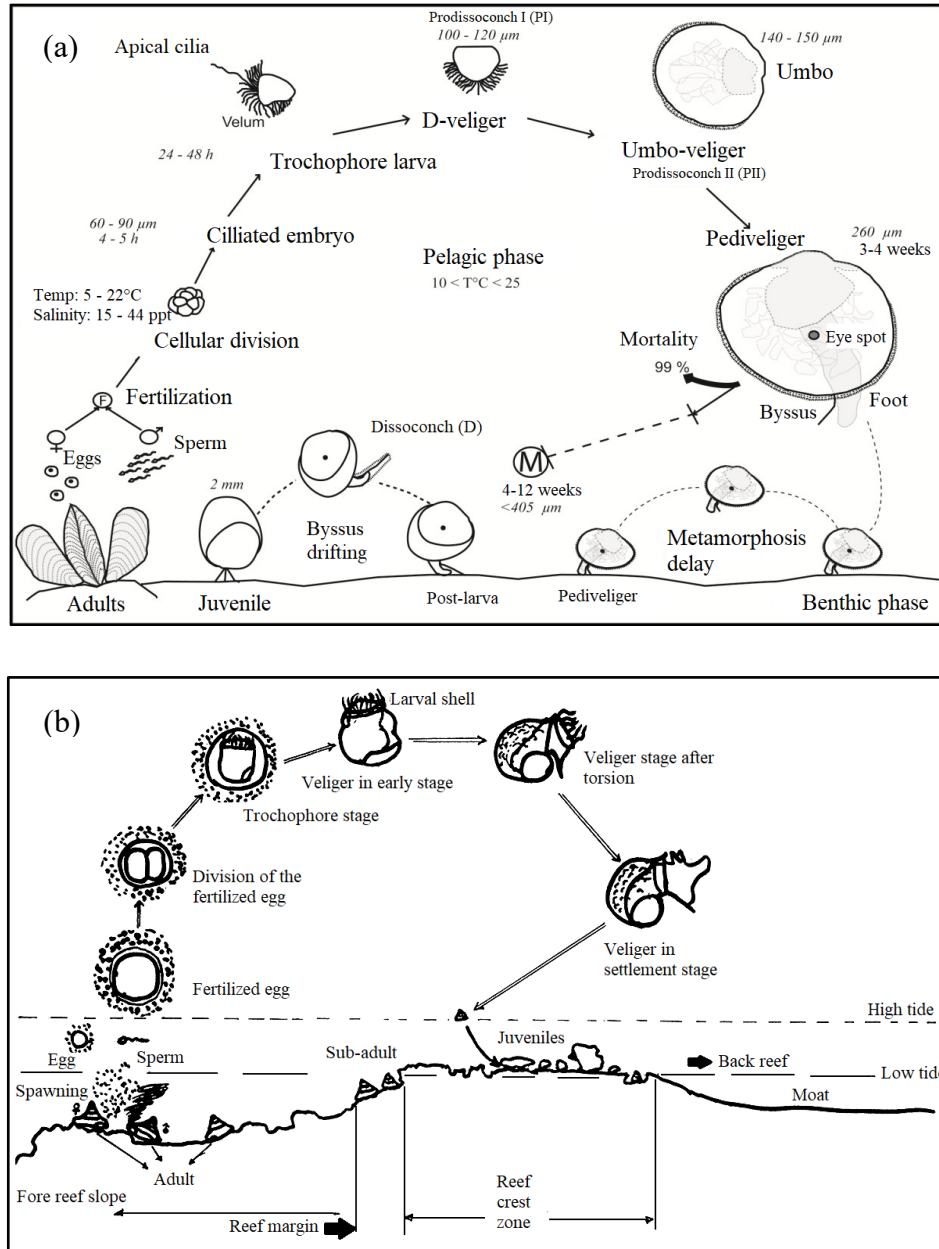 (a)
Apical cilia
Velum
Prodissoconch I (PI)
100 - 120 µm
D-veliger
140 - 150 µm
Umbo
Umbo-veliger
Prodissoconch II (PII)
24 - 48 h
Trochophore larva
60 - 90 µm
4 - 5 h
Cilliated embryo
Pelagic phase
10 < T°C < 25
Pediveliger
260 µm
3-4 weeks
Temp: 5 - 22°C
Salinity: 15 - 44 ppt
Cellular division
Eye spot
Mortality
99 %
Byssus
Foot
F
Fertilization
♀
♂
Eggs
Sperm
Dissoconch (D)
M
4-12 weeks
<405 µm
2 mm
Byssus
drifting
Metamorphosis
delay
Adults
Juvenile
Post-larva
Pediveliger
Benthic phase
(b)
Larval shell
Veliger in early stage
Veliger stage after
torsion
Trochophore stage
Division of the
fertilized egg
Fertilized egg
Veliger in
settlement stage
High tide
Egg
Sperm
Sub-adult
Juveniles
Back reef
Low tide
Spawning
♀
♂
Moat
Adult
Fore reef slope
Reef margin
Reef
crest
zone